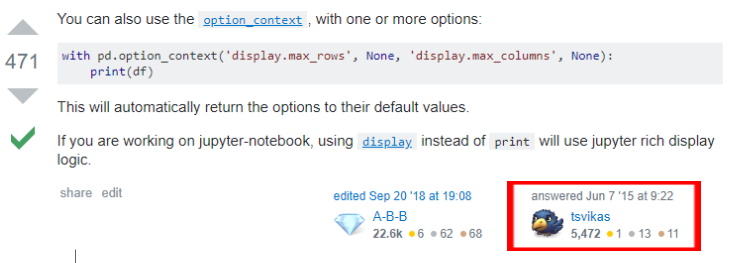 You can also use the option_context , with one or more options:
471
with pd.option_context('display.max_rows', None, 'display.max_columns', None):
    print(df)
This will automatically return the options to their default values.
If you are working on jupyter-notebook, using display instead of print will use jupyter rich display
logic.
share edit
edited Sep 20 '18 at 19:08
A-B-B
22.6k ●6 ●62 ●68
answered Jun 7 '15 at 9:22
tsvikas
5,472 ●1 ●13 ●11